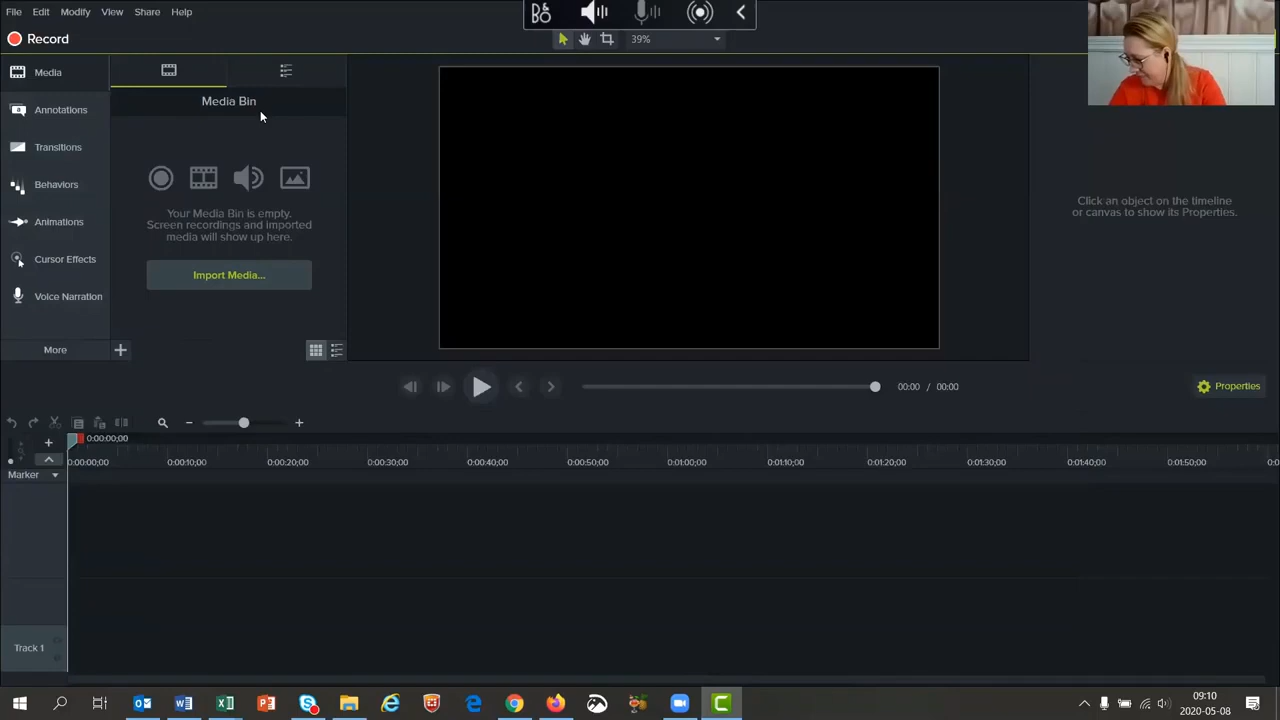 File Edit Modify View Library Share Help
Record
39%
Media
Annotations
Transitions
Behaviors
Animations
Cursor Effects
Voice Narration
More
Media Bin
Your Media Bin is empty.
Screen recordings and imported
media will show up here.
Import Media...
Click an object on the timeline
or canvas to show its Properties.
00:00 / 00:00
Properties
0:00:00;00
0:00:00;00 0:00:10;00 0:00:20;00 0:00:30;00 0:00:40;00 0:00:50;00 0:01:00;00 0:01:10;00 0:01:20;00 0:01:30;00 0:01:40;00 0:01:50;00
Marker
Track 1
09:10
2020-05-08